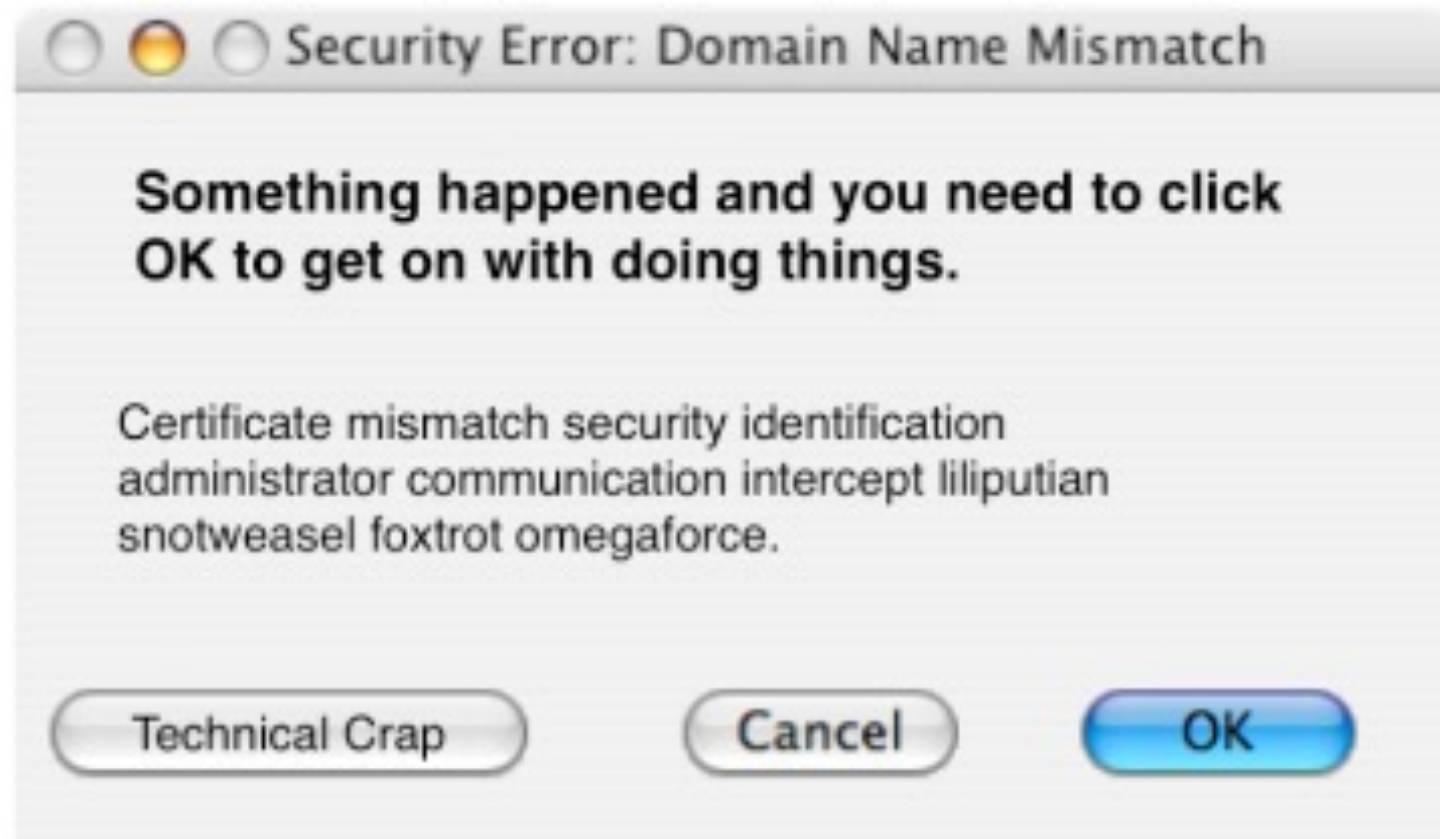 Security Error: Domain Name Mismatch
Something happened and you need to click
OK to get on with doing things.
Certificate mismatch security identification
administrator communication intercept liliputian
snotweasel foxtrot omegaforce.
Technical Crap
Cancel
OK